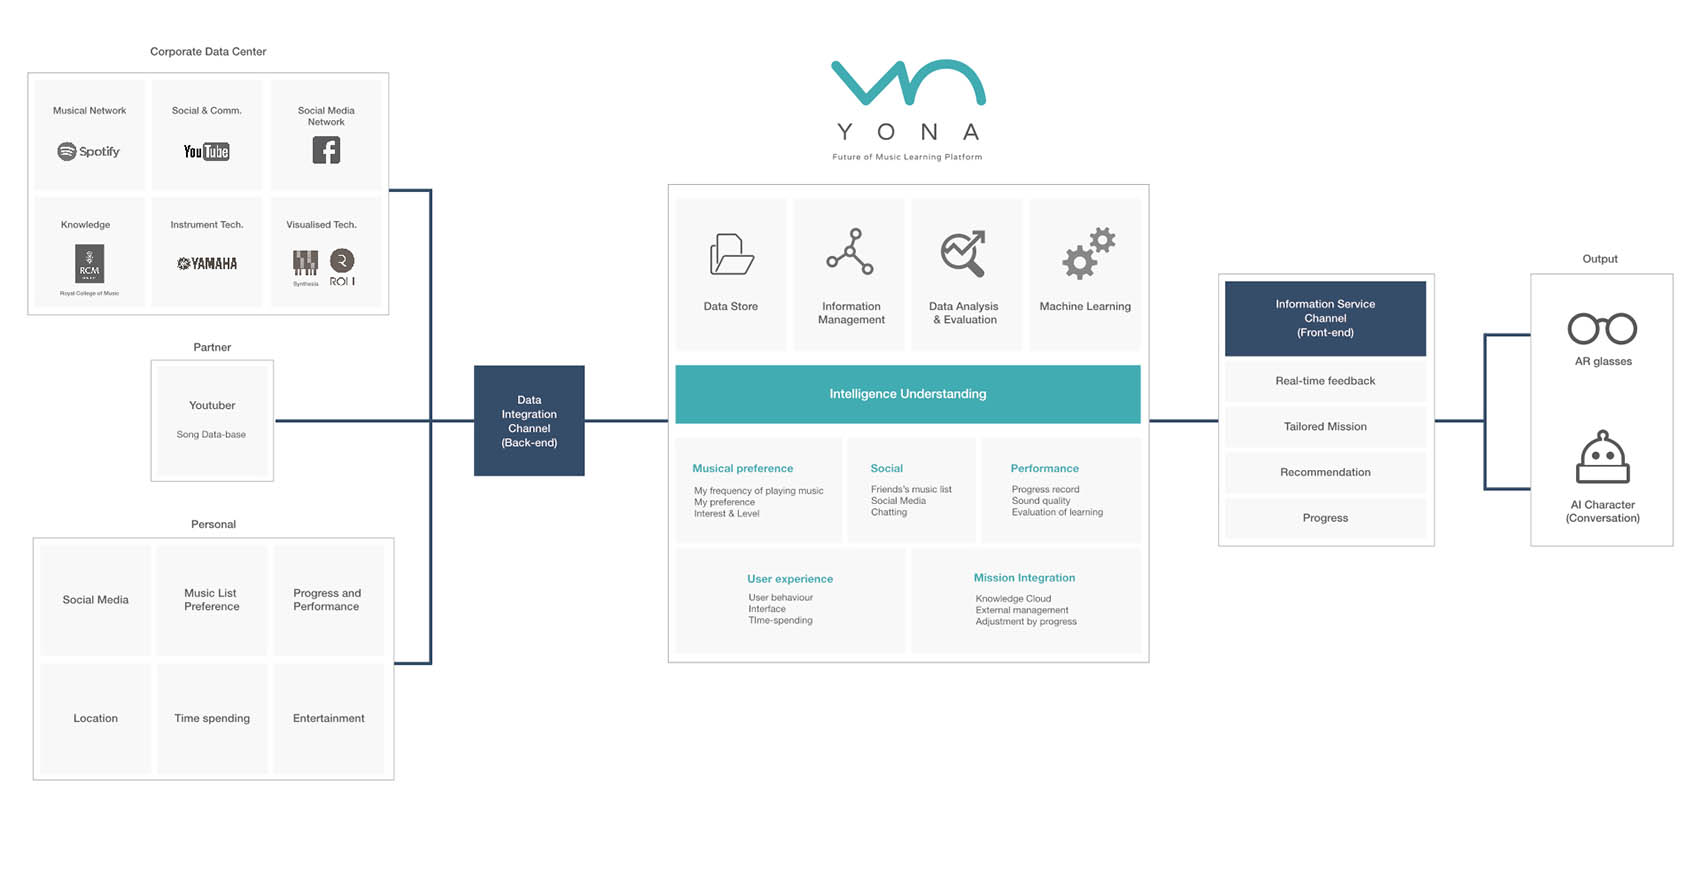 Corporate Data Center
Musical Network
Spotify
Social & Comm.
YouTube
Social Media
Network
Knowledge
RCM
Royal College of Music
Instrument Tech.
YAMAHA
Visualised Tech.
Synthesia
ROLI
Partner
Youtuber
Song Data-base
Personal
Social Media
Music List
Preference
Progress and
Performance
Location
Time spending
Entertainment
Data
Integration
Channel
(Back-end)
YONA
Future of Music Learning Platform
Data Store
Information
Management
Data Analysis
& Evaluation
Machine Learning
Intelligence Understanding
Musical preference
My frequency of playing music
My preference
Interest & Level
Social
Friends's music list
Social Media
Chatting
Performance
Progress record
Sound quality
Evaluation of learning
User experience
User behaviour
Interface
TIme-spending
Mission Integration
Knowledge Cloud
External management
Adjustment by progress
Information Service
Channel
(Front-end)
Real-time feedback
Tailored Mission
Recommendation
Progress
Output
AR glasses
AI Character
(Conversation)